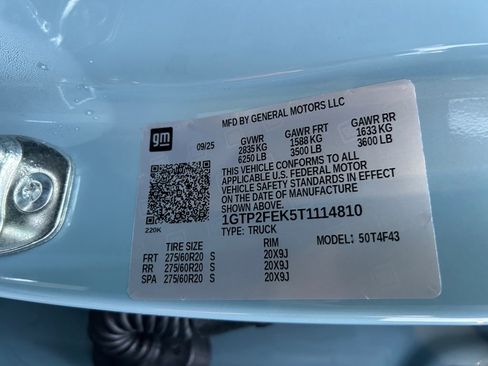 MFD BY GENERAL MOTORS LLC
gm
09/25
GVWR GAWR FRT GAWR RR
2835 KG 1588 KG 1633 KG
6250 LB 3500 LB 3600 LB
THIS VEHICLE CONFORMS TO ALL
APPLICABLE U.S. FEDERAL MOTOR
VEHICLE SAFETY STANDARDS IN EFFECT
ON THE DATE OF MANUFACTURE SHOWN ABOVE.
1GTP2FEK5T1114810
220K
TYPE: TRUCK
MODEL: 50T4F43
TIRE SIZE RIM
FRT 275/60R20 S 20X9J
RR 275/60R20 S 20X9J
SPA 275/60R20 S 20X9J